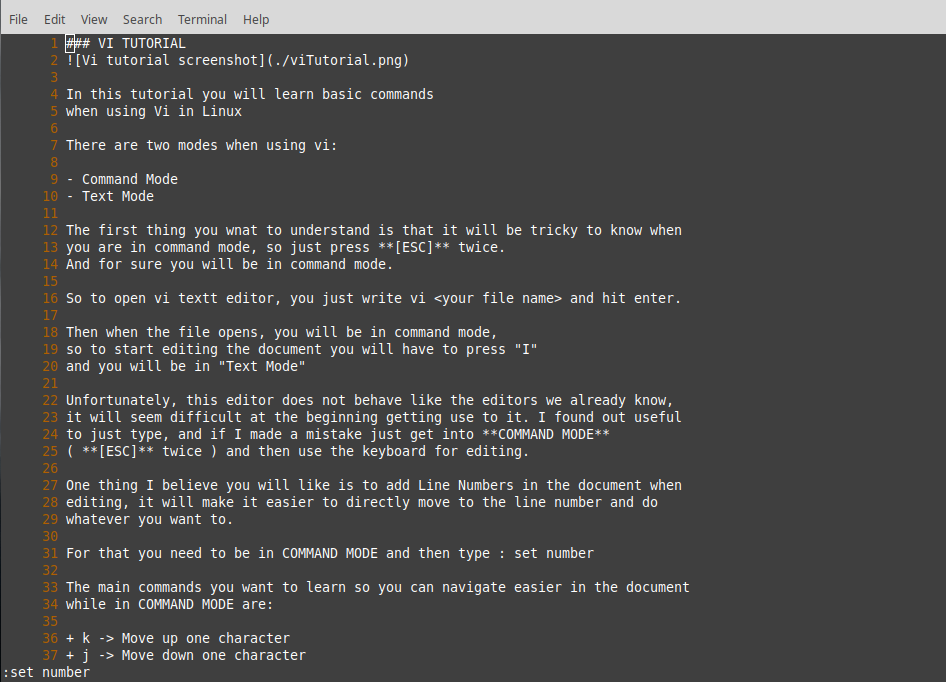 File Edit View Search Terminal Help
1 ### VI TUTORIAL
2 ![Vi tutorial screenshot](./viTutorial.png)
3
4 In this tutorial you will learn basic commands
5 when using Vi in Linux
6
7 There are two modes when using vi:
8
9 - Command Mode
10 - Text Mode
11
12 The first thing you wnat to understand is that it will be tricky to know when
13 you are in command mode, so just press **[ESC]** twice.
14 And for sure you will be in command mode.
15
16 So to open vi textt editor, you just write vi <your file name> and hit enter.
17
18 Then when the file opens, you will be in command mode,
19 so to start editing the document you will have to press "I"
20 and you will be in "Text Mode"
21
22 Unfortunately, this editor does not behave like the editors we already know,
23 it will seem difficult at the beginning getting use to it. I found out useful
24 to just type, and if I made a mistake just get into **COMMAND MODE**
25 ( **[ESC]** twice ) and then use the keyboard for editing.
26
27 One thing I believe you will like is to add Line Numbers in the document when
28 editing, it will make it easier to directly move to the line number and do
29 whatever you want to.
30
31 For that you need to be in COMMAND MODE and then type : set number
32
33 The main commands you want to learn so you can navigate easier in the document
34 while in COMMAND MODE are:
35
36 + k -> Move up one character
37 + j -> Move down one character
:set number